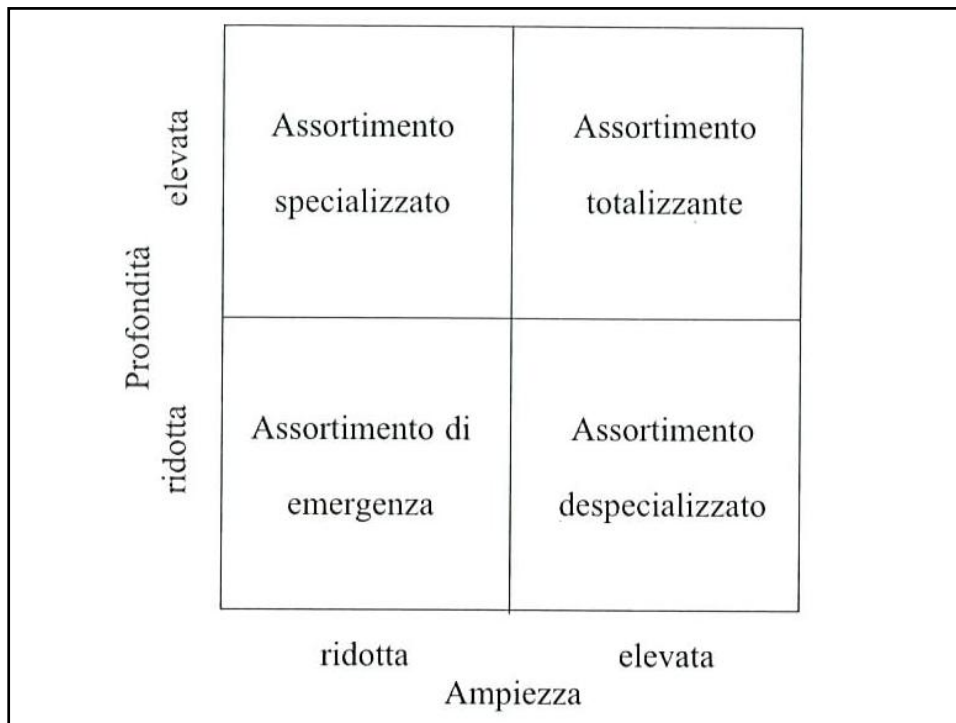 elevata
Assortimento
specializzato
Assortimento
totalizzante
Profondità
ridotta
Assortimento di
emergenza
Assortimento
despecializzato
ridotta
elevata
Ampiezza